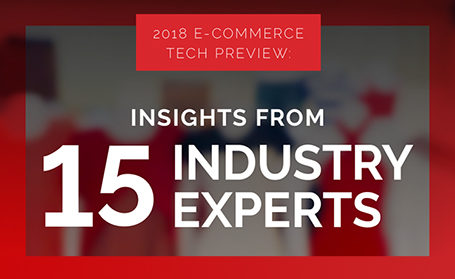 2018 E-COMMERCE
TECH PREVIEW:
INSIGHTS FROM
15 INDUSTRY
EXPERTS